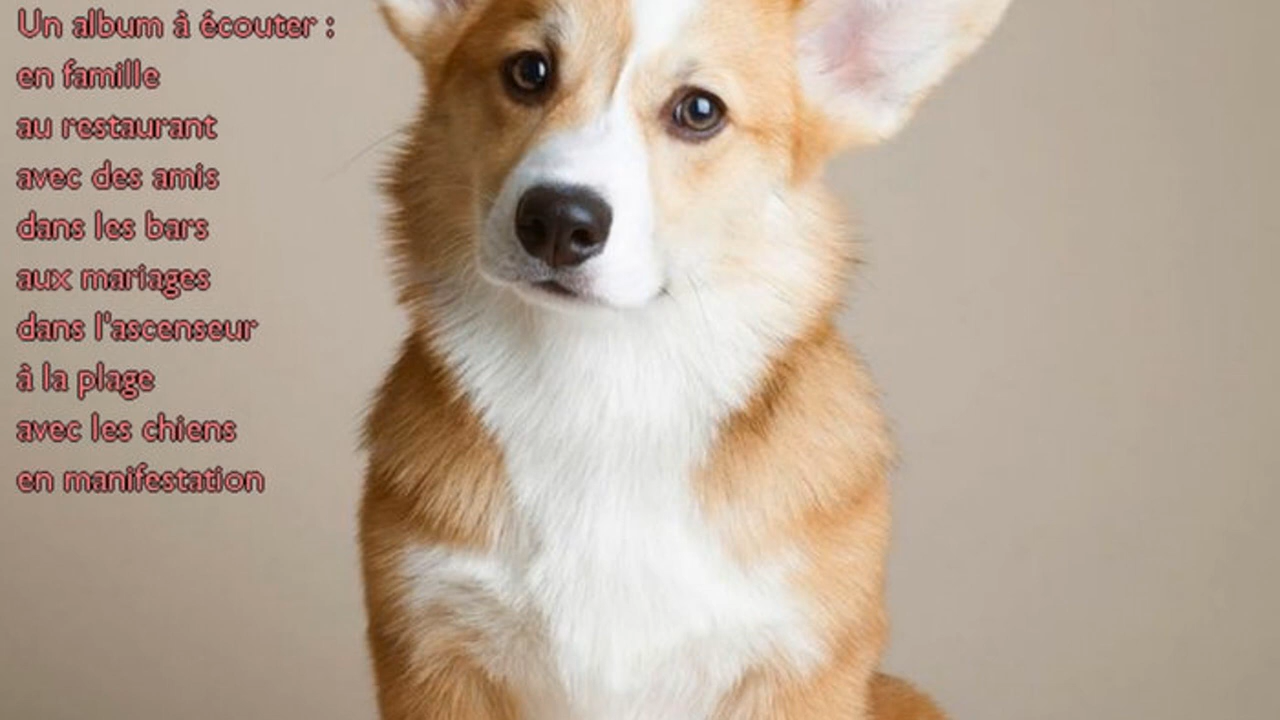 Un album à écouter :
en famille
au restaurant
avec des amis
dans les bars
aux mariages
dans l'ascenseur
à la plage
avec les chiens
en manifestation